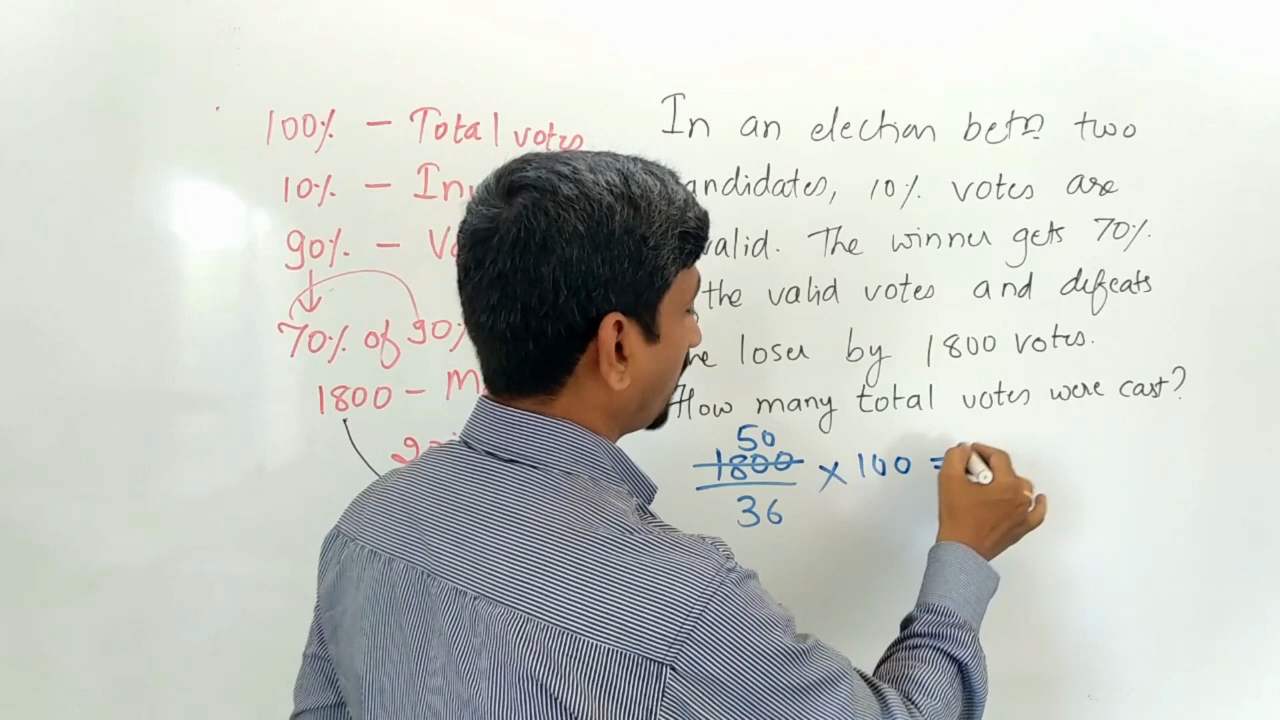 100% - Total votes
10% - In
90% - V
70% of 90%
1800 - M
In an election betn two
andidates, 10% votes are
valid. The winner gets 70%.
the valid votes and defeats
loser by 1800 votes.
How many total votes were cast?
50
1800
36
× 100 =